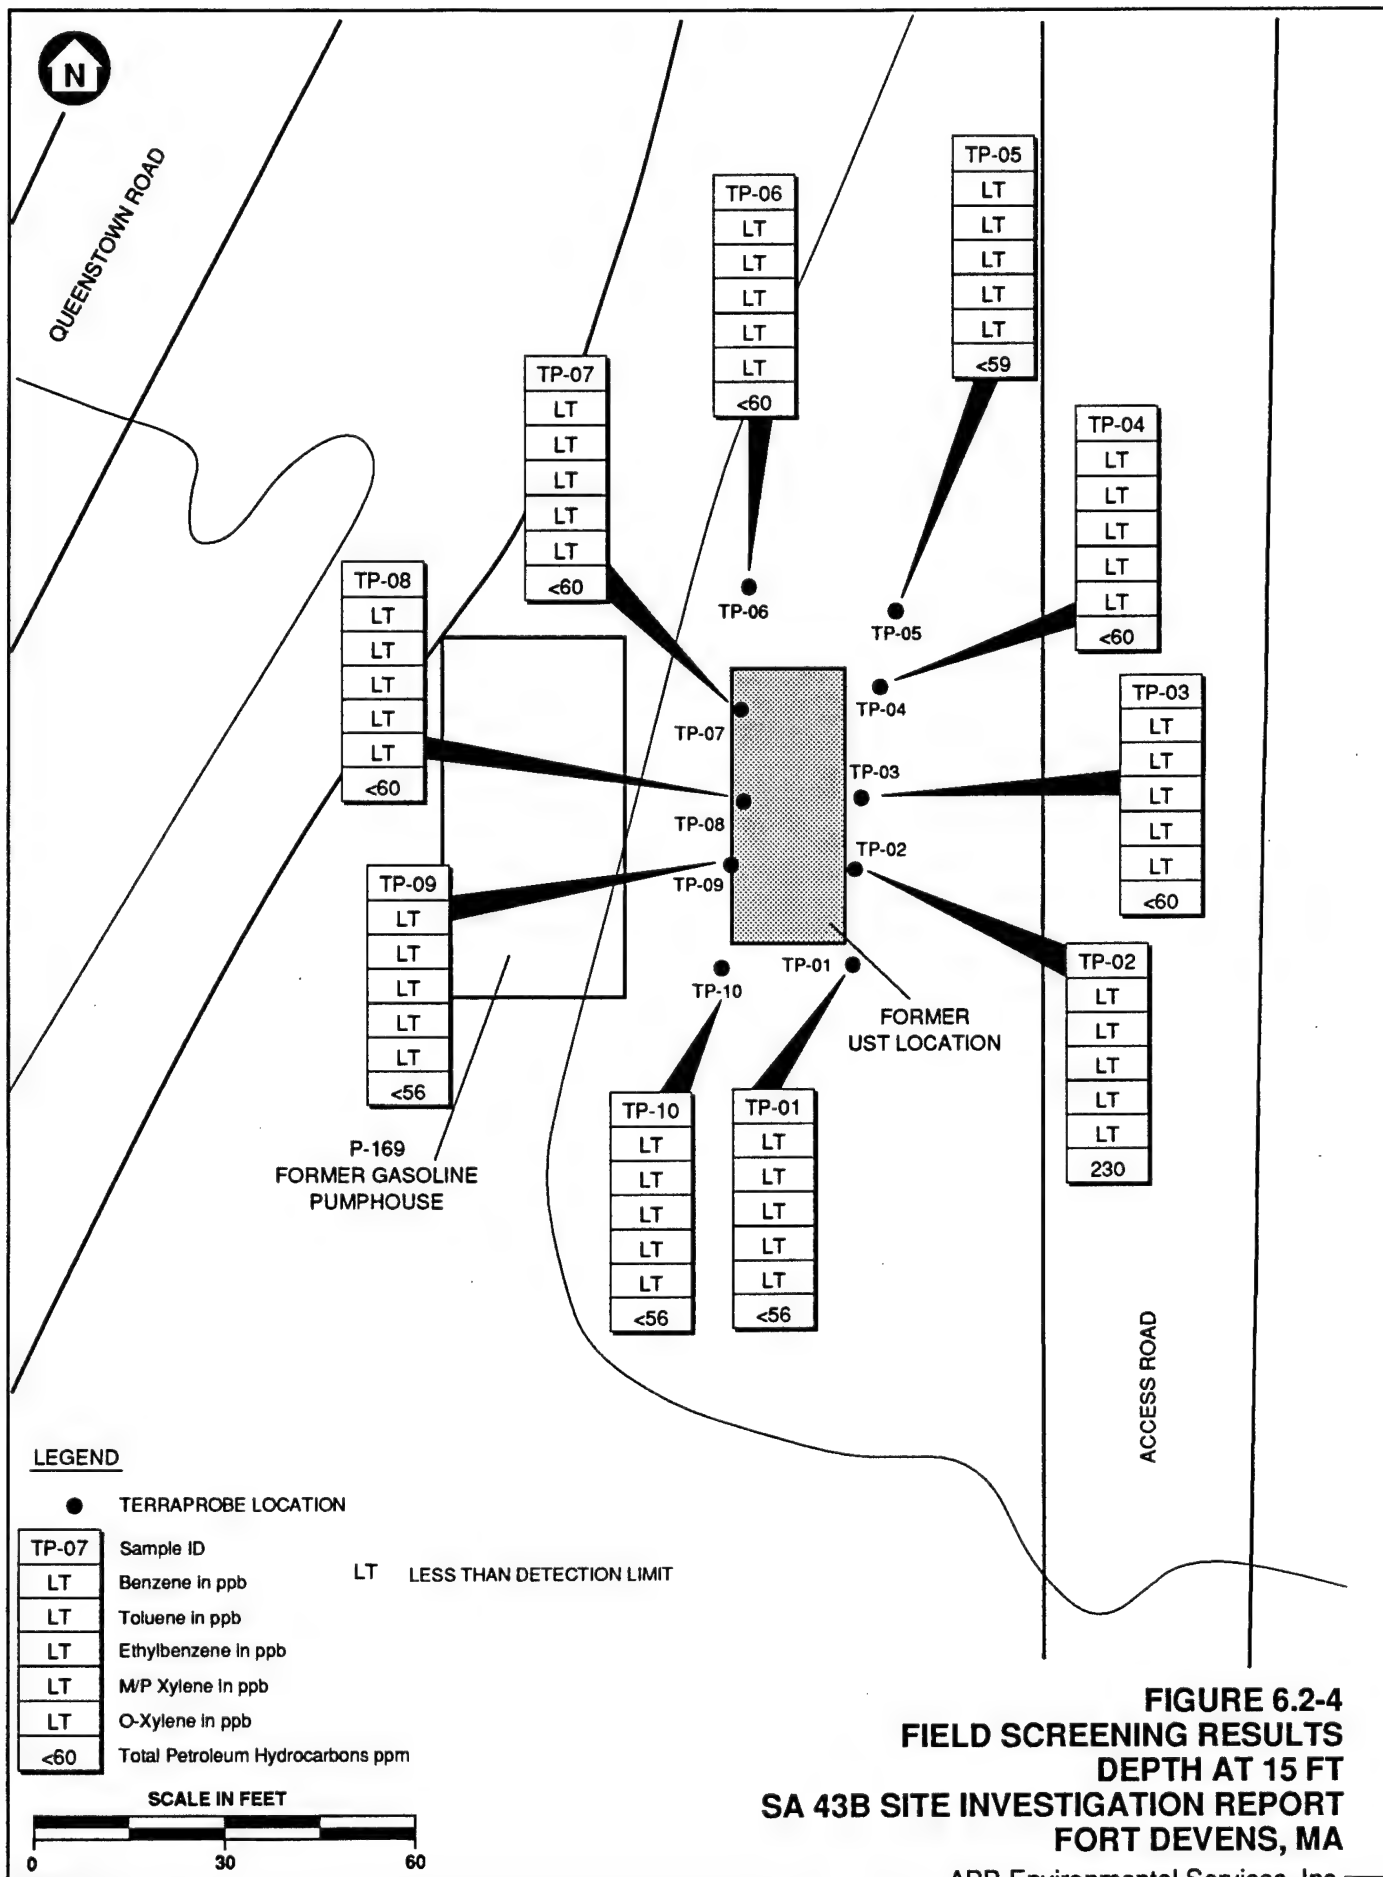 N
QUEENSTOWN ROAD
TP-05
LT
LT
LT
LT
LT
<59
TP-06
LT
LT
LT
LT
LT
<60
TP-07
LT
LT
LT
LT
LT
<60
TP-04
LT
LT
LT
LT
LT
<60
TP-08
LT
LT
LT
LT
LT
<60
TP-03
LT
LT
LT
LT
LT
<60
TP-09
LT
LT
LT
LT
LT
<56
TP-02
LT
LT
LT
LT
LT
230
TP-10
LT
LT
LT
LT
LT
<56
TP-01
LT
LT
LT
LT
LT
<56
TP-06
TP-05
TP-04
TP-07
TP-03
TP-08
TP-02
TP-09
TP-01
TP-10
FORMER
UST LOCATION
P-169
FORMER GASOLINE
PUMPHOUSE
ACCESS ROAD
LEGEND
TERRAPROBE LOCATION
TP-07 Sample ID
LT Benzene in ppb
LT Toluene in ppb
LT Ethylbenzene in ppb
LT M/P Xylene in ppb
LT O-Xylene in ppb
<60 Total Petroleum Hydrocarbons ppm
LT LESS THAN DETECTION LIMIT
SCALE IN FEET
0 30 60
FIGURE 6.2-4
FIELD SCREENING RESULTS
DEPTH AT 15 FT
SA 43B SITE INVESTIGATION REPORT
FORT DEVENS, MA
Environmental Services, Inc.